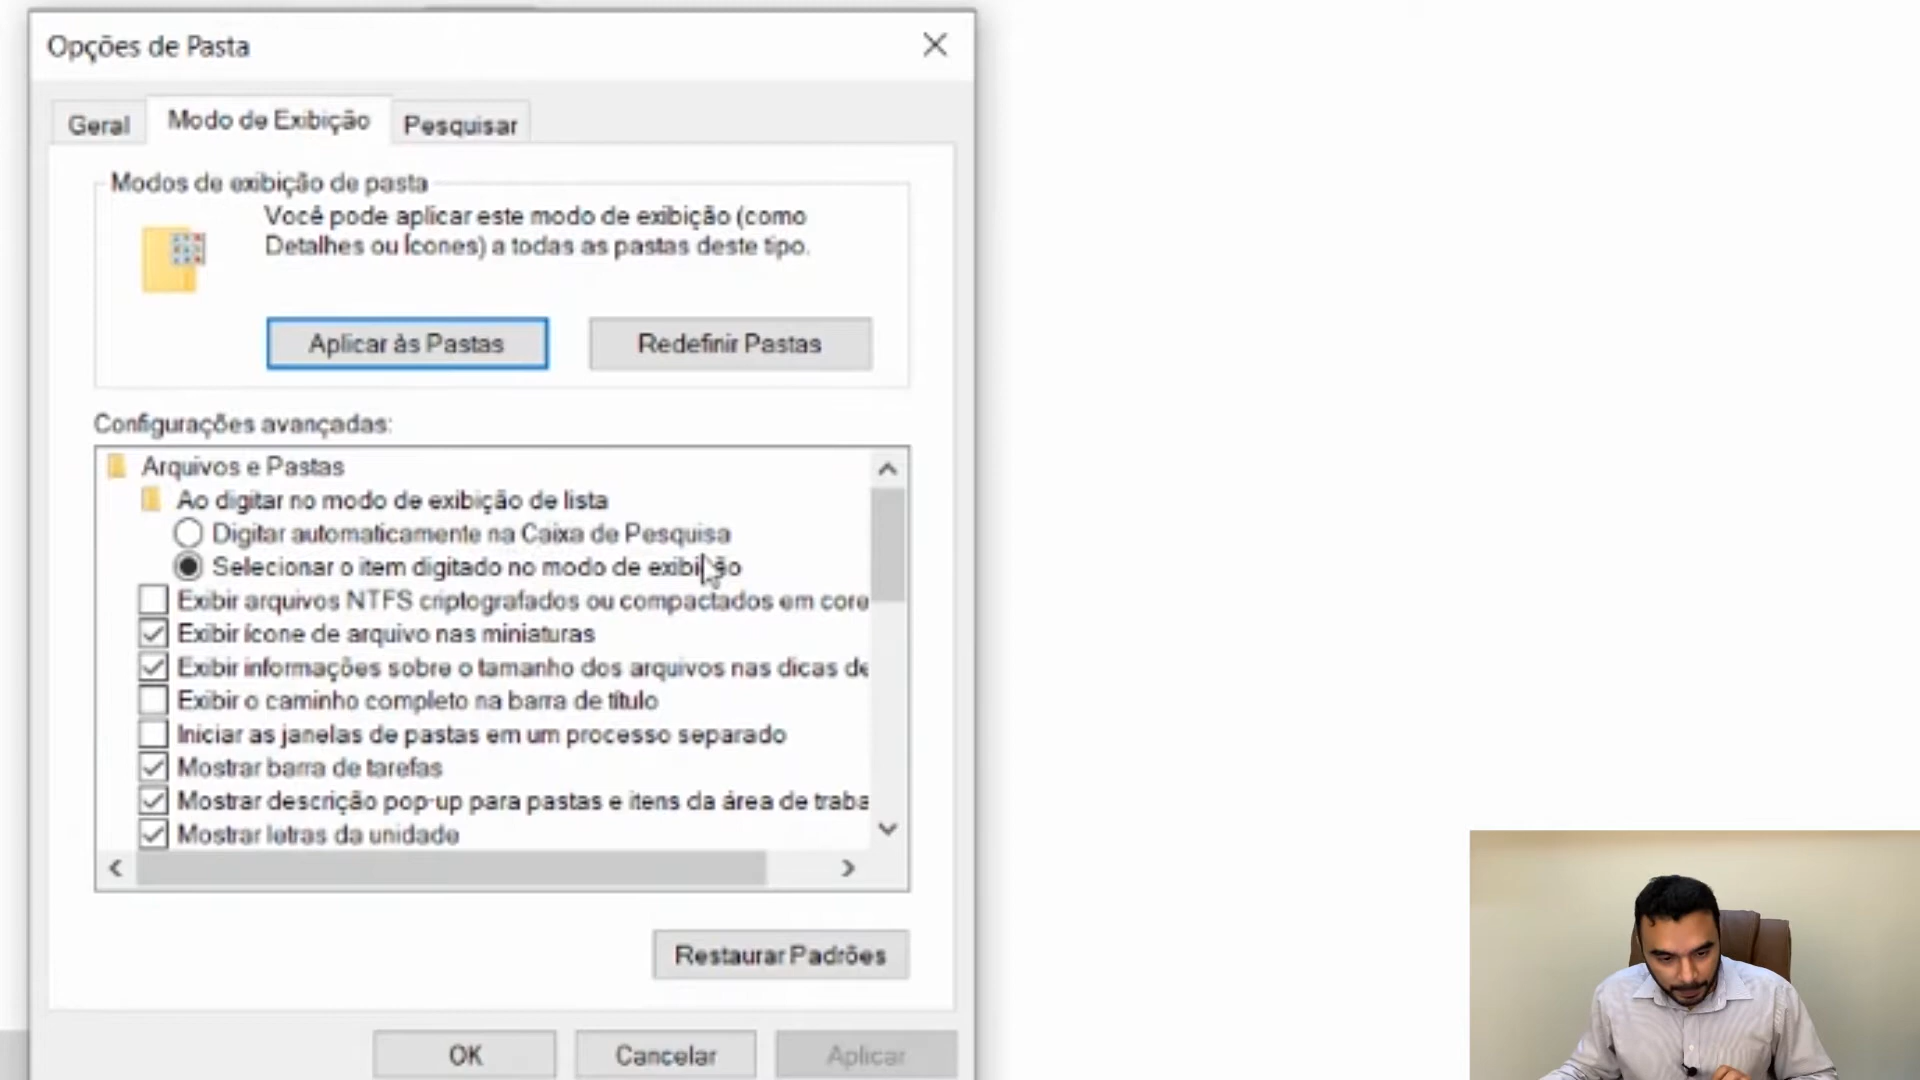 Opções de Pasta
Geral
Modo de Exibição
Pesquisar
Modos de exibição de pasta
Você pode aplicar este modo de exibição (como
Detalhes ou Ícones) a todas as pastas deste tipo.
Aplicar às Pastas
Redefinir Pastas
Configurações avançadas:
Arquivos e Pastas
Ao digitar no modo de exibição de lista
Digitar automaticamente na Caixa de Pesquisa
Selecionar o item digitado no modo de exibição
Exibir arquivos NTFS criptografados ou compactados em core
Exibir ícone de arquivo nas miniaturas
Exibir informações sobre o tamanho dos arquivos nas dicas de
Exibir o caminho completo na barra de título
Iniciar as janelas de pastas em um processo separado
Mostrar barra de tarefas
Mostrar descrição pop-up para pastas e itens da área de traba
Mostrar letras da unidade
Restaurar Padrões
OK
Cancelar
Aplicar